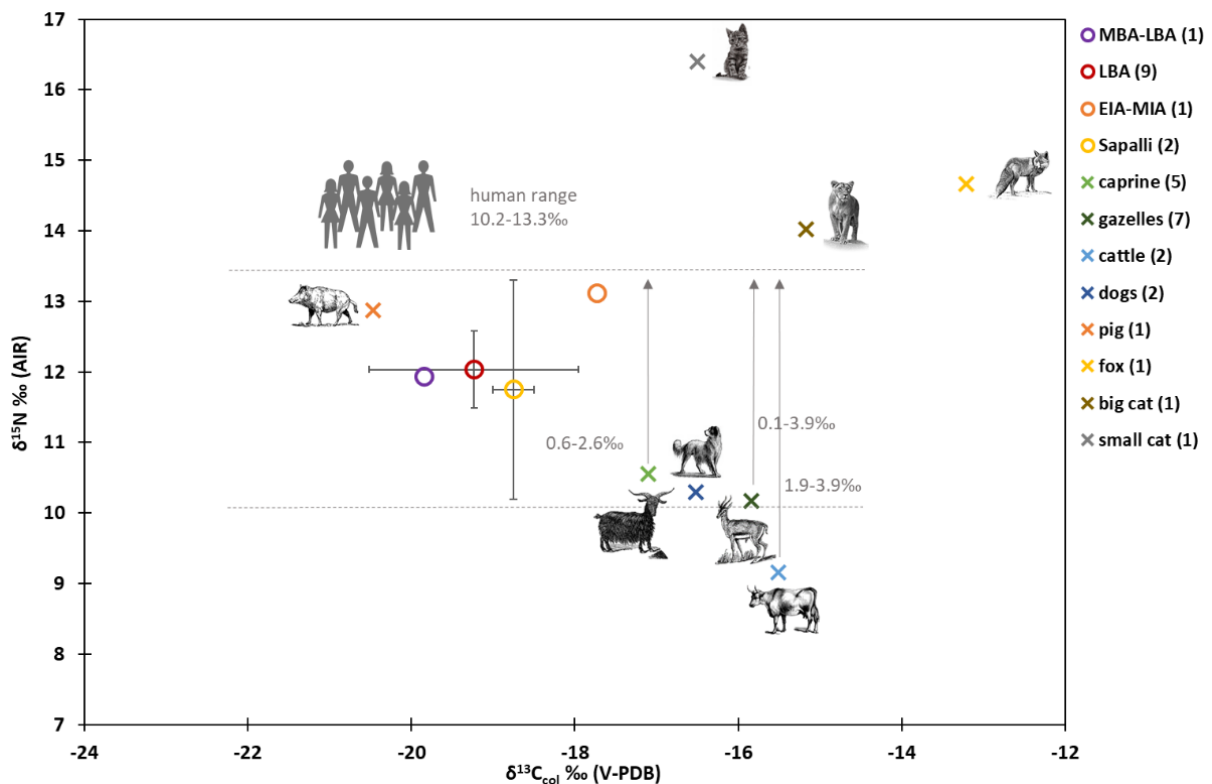 17
16
15
14
13
12
11
10
9
8
7
δ¹⁵N ‰ (AIR)
human range
10.2-13.3‰
0.6-2.6‰
0.1-3.9‰
1.9-3.9‰
-24
-22
-20
-18
-16
-14
-12
δ¹³C_col ‰ (V-PDB)
MBA-LBA (1)
LBA (9)
EIA-MIA (1)
Sapalli (2)
caprine (5)
gazelles (7)
cattle (2)
dogs (2)
pig (1)
fox (1)
big cat (1)
small cat (1)